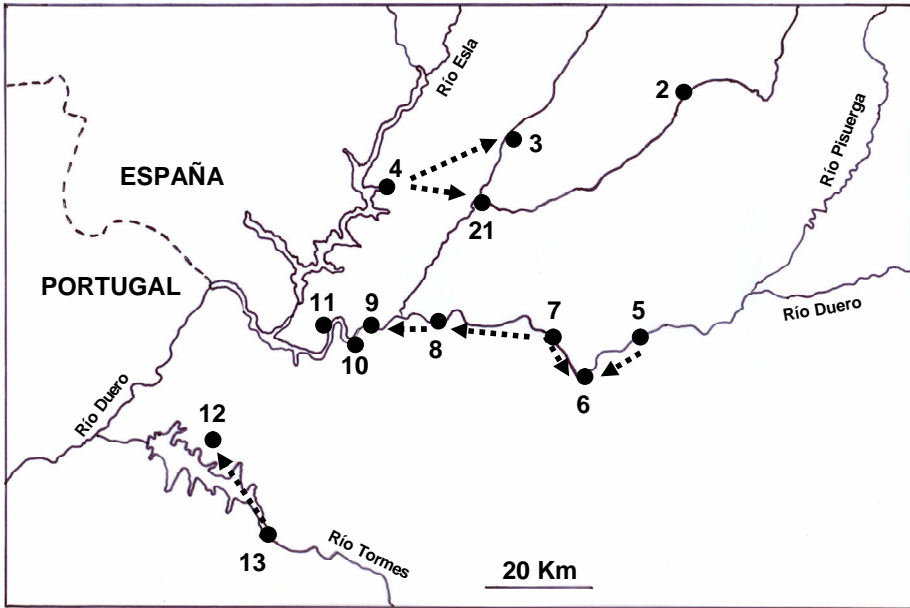 Río Esla
2
Río Pisuerga
3
ESPAÑA
4
21
PORTUGAL
Río Duero
11
9
7
5
8
10
6
Río Duero
12
13
Río Tormes
20 Km